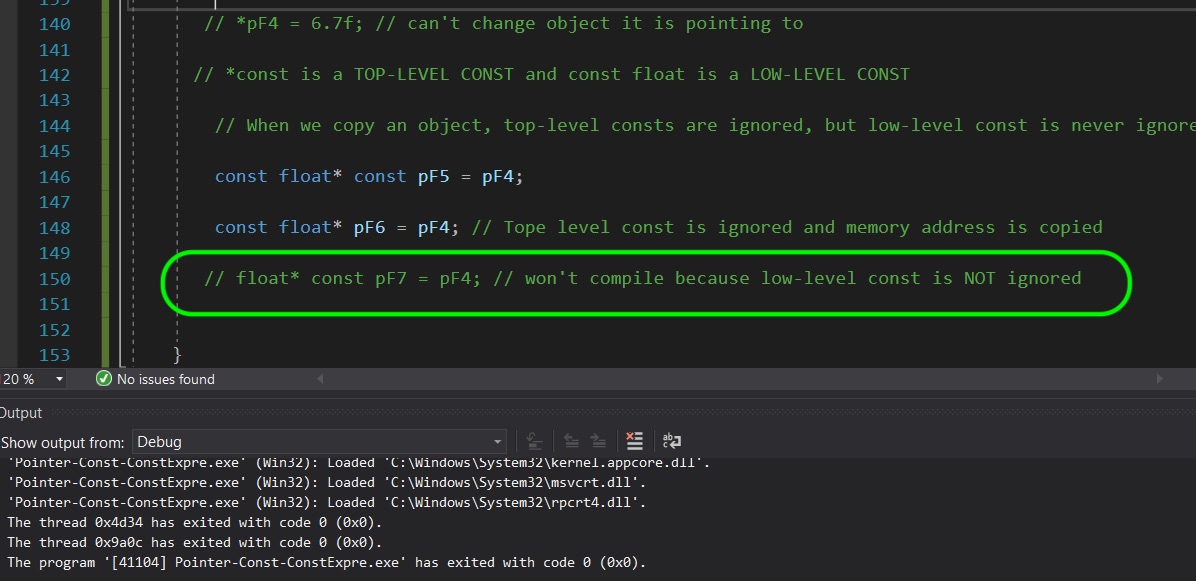 139
140 // *pF4 = 6.7f; // can't change object it is pointing to
141
142 // *const is a TOP-LEVEL CONST and const float is a LOW-LEVEL CONST
143
144 // When we copy an object, top-level consts are ignored, but low-level const is never ignore
145
146 const float* const pF5 = pF4;
147
148 const float* pF6 = pF4; // Tope level const is ignored and memory address is copied
149
150 // float* const pF7 = pF4; // won't compile because low-level const is NOT ignored
151
152
153 }
20 % No issues found
Output
Show output from: Debug
'Pointer-Const-ConstExpre.exe' (Win32): Loaded 'C:\Windows\System32\kernel.appcore.dll'.
'Pointer-Const-ConstExpre.exe' (Win32): Loaded 'C:\Windows\System32\msvcrt.dll'.
'Pointer-Const-ConstExpre.exe' (Win32): Loaded 'C:\Windows\System32\rpcrt4.dll'.
The thread 0x4d34 has exited with code 0 (0x0).
The thread 0x9a0c has exited with code 0 (0x0).
The program '[41104] Pointer-Const-ConstExpre.exe' has exited with code 0 (0x0).